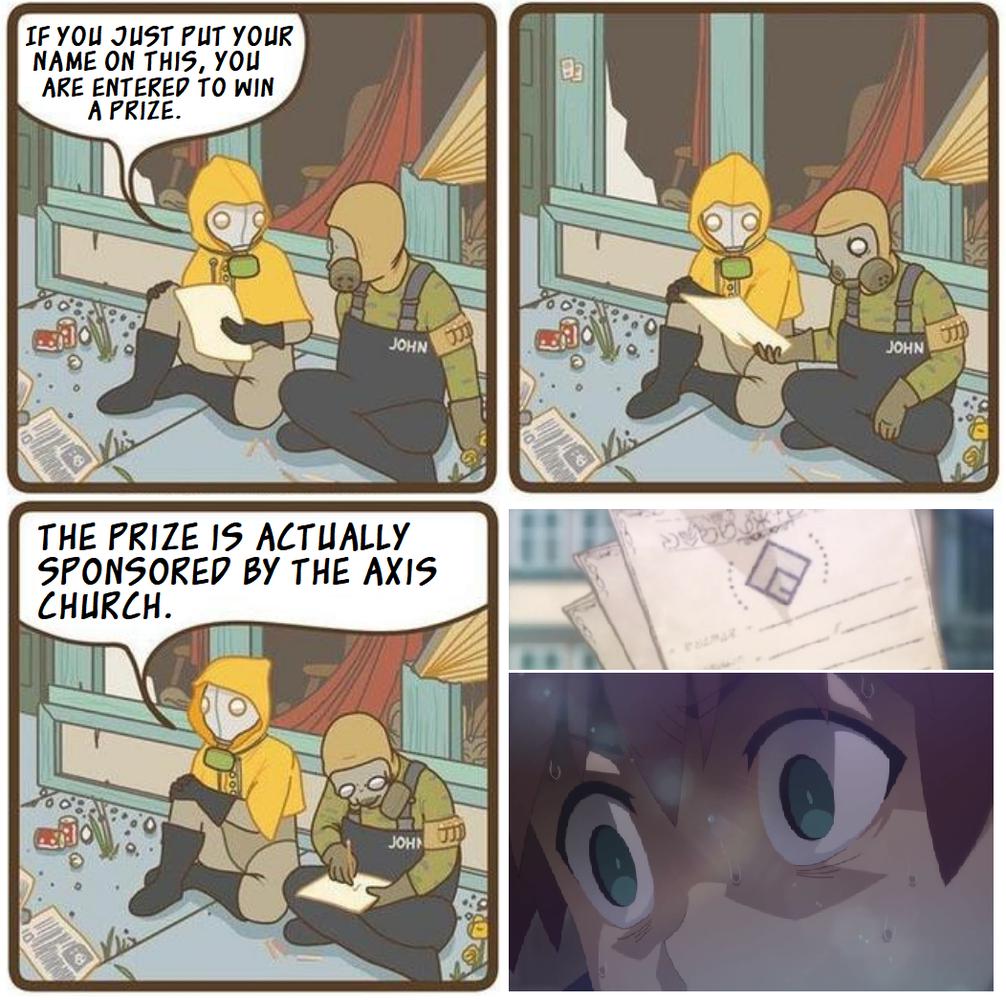 IF YOU JUST PUT YOUR
NAME ON THIS, YOU
ARE ENTERED TO WIN
A PRIZE.
JOHN
JOHN
THE PRIZE IS ACTUALLY
SPONSORED BY THE AXIS
CHURCH.
JOHN